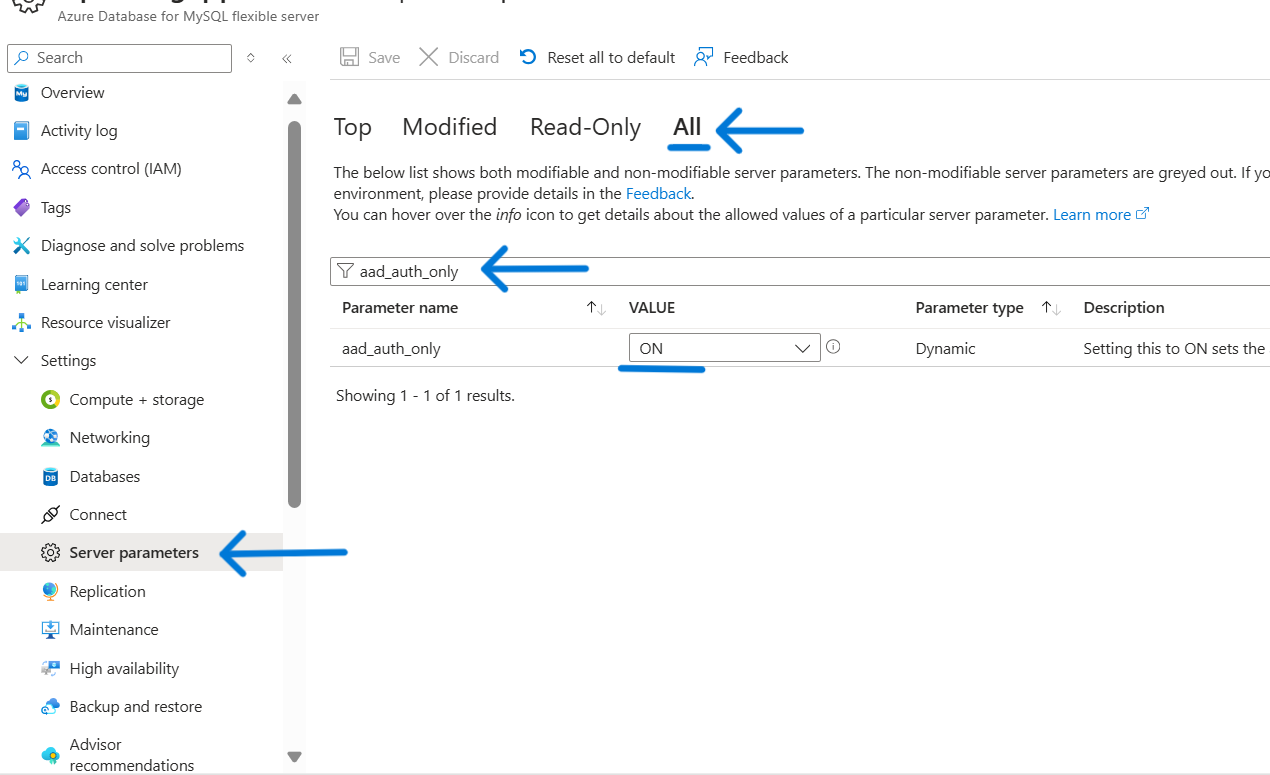 Azure Database for MySQL flexible server
Search
Save Discard Reset all to default Feedback
Overview
Activity log
Access control (IAM)
Tags
Diagnose and solve problems
Learning center
Resource visualizer
Settings
Compute + storage
Networking
Databases
Connect
Server parameters
Replication
Maintenance
High availability
Backup and restore
Advisor
recommendations
Top Modified Read-Only All
The below list shows both modifiable and non-modifiable server parameters. The non-modifiable server parameters are greyed out. If yo
environment, please provide details in the Feedback.
You can hover over the info icon to get details about the allowed values of a particular server parameter. Learn more
aad_auth_only
Parameter name VALUE Parameter type Description
aad_auth_only ON Dynamic Setting this to ON sets the
Showing 1 - 1 of 1 results.